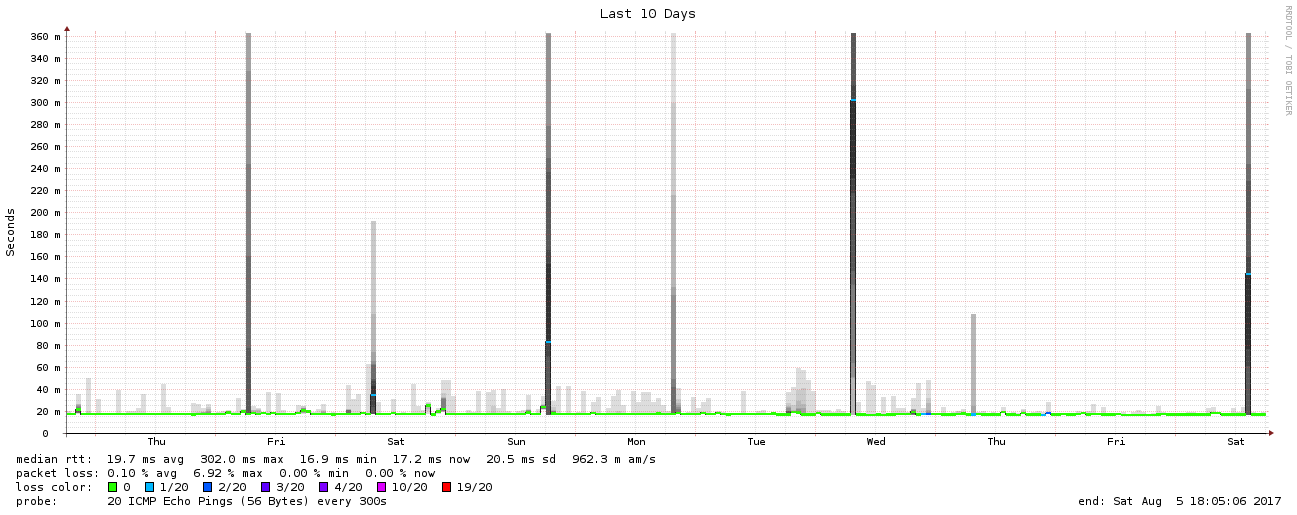 Last 10 Days
RRDTOOL / TOBI OETIKER
Seconds
360 m
340 m
320 m
300 m
280 m
260 m
240 m
220 m
200 m
180 m
160 m
140 m
120 m
100 m
80 m
60 m
40 m
20 m
0
Thu Fri Sat Sun Mon Tue Wed Thu Fri Sat
median rtt: 19.7 ms avg 302.0 ms max 16.9 ms min 17.2 ms now 20.5 ms sd 962.3 m am/s
packet loss: 0.10 % avg 6.92 % max 0.00 % min 0.00 % now
loss color: 0 1/20 2/20 3/20 4/20 10/20 19/20
probe: 20 ICMP Echo Pings (56 Bytes) every 300s end: Sat Aug 5 18:05:06 2017